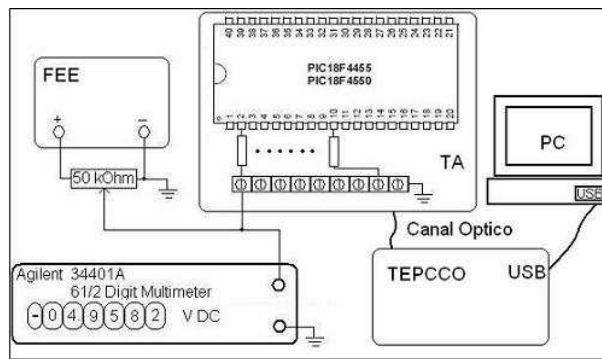 40 39 38 37 36 35 34 33 32 31 30 29 28 27 26 25 24 23 22 21
PIC18F4455
PIC18F4550
1 2 3 4 5 6 7 8 9 10 11 12 13 14 15 16 17 18 19 20
TA
FEE
+ −
50 kOhm
PC
USB
Canal Optico
TEPCCO USB
Agilent 34401A
61/2 Digit Multimeter
-04.9582 V DC